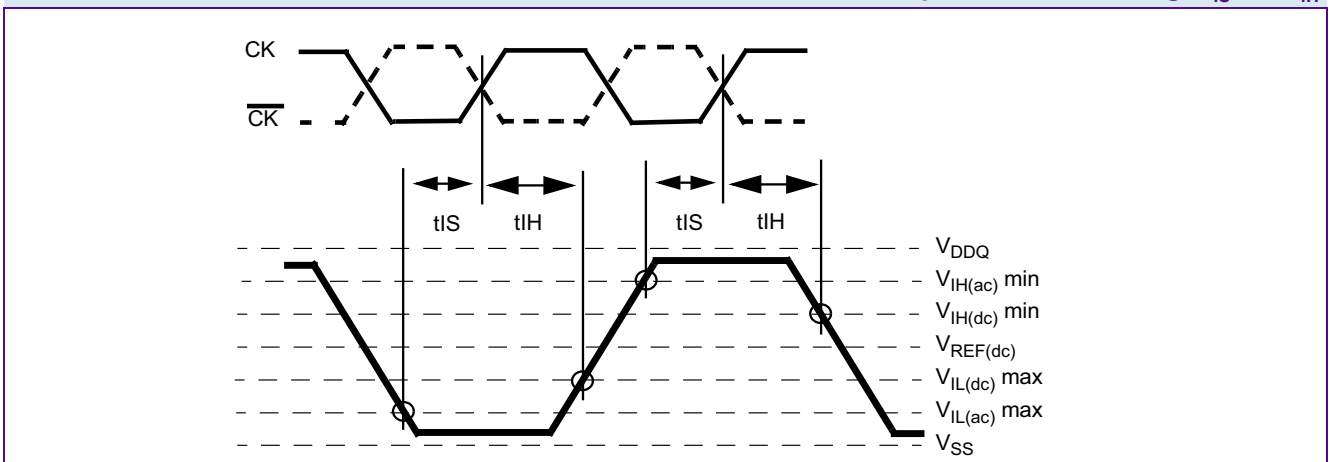 CK
CK
tIS tIH tIS tIH
VDDQ
VIH(ac) min
VIH(dc) min
VREF(dc)
VIL(dc) max
VIL(ac) max
VSS